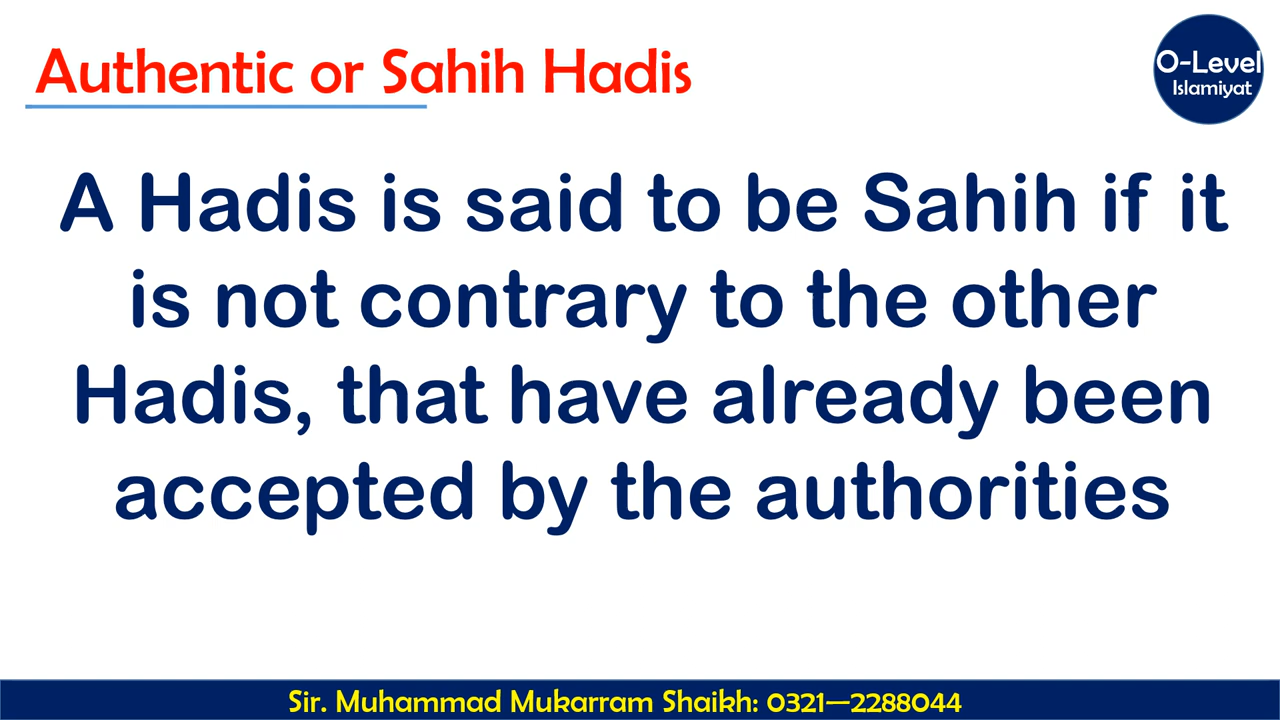 Authentic or Sahih Hadis
O-Level
Islamiyat
A Hadis is said to be Sahih if it
is not contrary to the other
Hadis, that have already been
accepted by the authorities
Sir. Muhammad Mukarram Shaikh: 0321—2288044